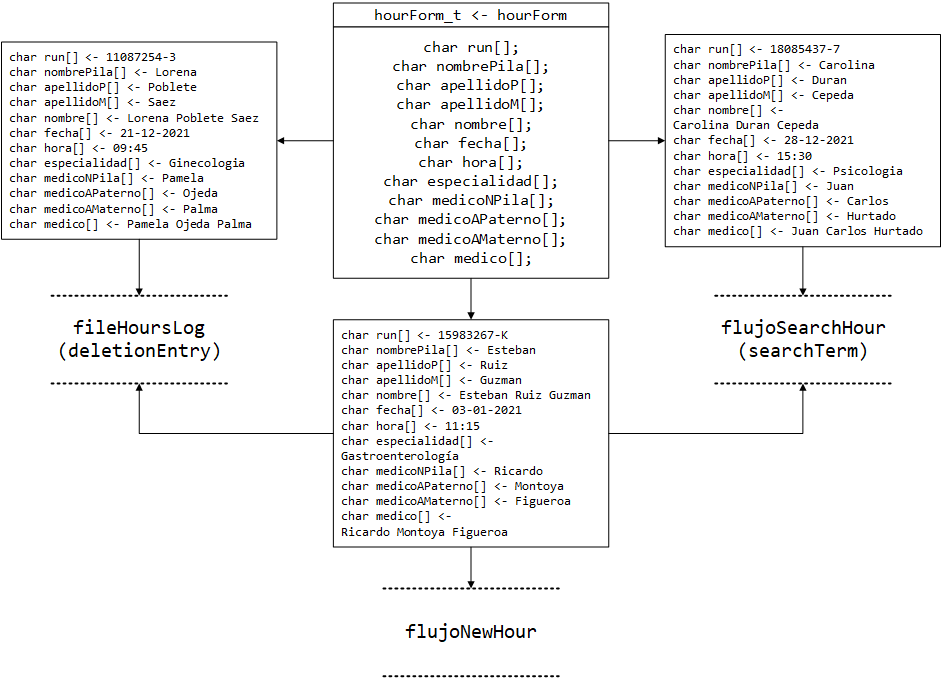 hourForm_t <- hourForm
char run[];
char nombrePila[];
char apellidoP[];
char apellidoM[];
char nombre[];
char fecha[];
char hora[];
char especialidad[];
char medicoNPila[];
char medicoAPaterno[];
char medicoAMaterno[];
char medico[];
char run[] <- 11087254-3
char nombrePila[] <- Lorena
char apellidoP[] <- Poblete
char apellidoM[] <- Saez
char nombre[] <- Lorena Poblete Saez
char fecha[] <- 21-12-2021
char hora[] <- 09:45
char especialidad[] <- Ginecologia
char medicoNPila[] <- Pamela
char medicoAPaterno[] <- Ojeda
char medicoAMaterno[] <- Palma
char medico[] <- Pamela Ojeda Palma
char run[] <- 18085437-7
char nombrePila[] <- Carolina
char apellidoP[] <- Duran
char apellidoM[] <- Cepeda
char nombre[] <-
Carolina Duran Cepeda
char fecha[] <- 28-12-2021
char hora[] <- 15:30
char especialidad[] <- Psicologia
char medicoNPila[] <- Juan
char medicoAPaterno[] <- Carlos
char medicoAMaterno[] <- Hurtado
char medico[] <- Juan Carlos Hurtado
fileHoursLog
(deletionEntry)
flujoSearchHour
(searchTerm)
char run[] <- 15983267-K
char nombrePila[] <- Esteban
char apellidoP[] <- Ruiz
char apellidoM[] <- Guzman
char nombre[] <- Esteban Ruiz Guzman
char fecha[] <- 03-01-2021
char hora[] <- 11:15
char especialidad[] <-
Gastroenterología
char medicoNPila[] <- Ricardo
char medicoAPaterno[] <- Montoya
char medicoAMaterno[] <- Figueroa
char medico[] <-
Ricardo Montoya Figueroa
flujoNewHour